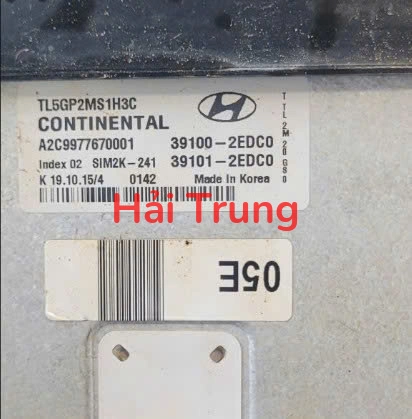 TL5GP2MS1H3C
CONTINENTAL
A2C9977670001 39100-2EDC0
Index 02 SIM2K-241 39101-2EDC0
K 19.10.15/4 0142 Made in Korea
TTL2M20GS0
Hải Trung
05E